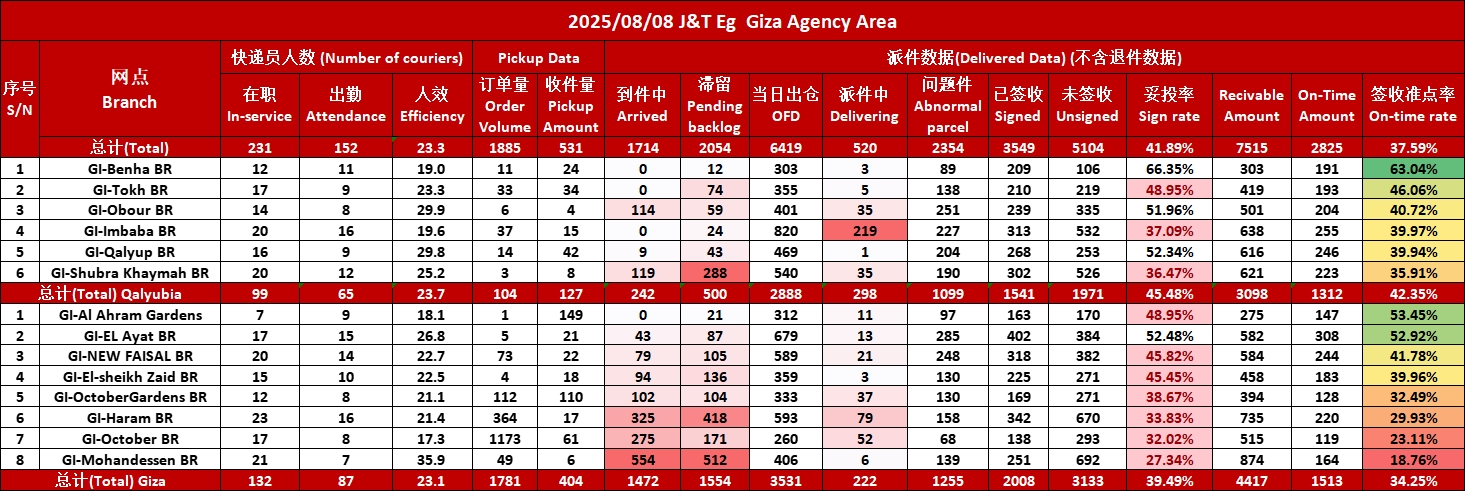 2025/08/08 J&T Eg  Giza Agency Area
序号 S/N 网点 Branch 快递员人数 (Number of couriers) Pickup Data 派件数据(Delivered Data) (不含退件数据)
在职 In-service 出勤 Attendance 人效 Efficiency 订单量 Order Volume 收件量 Pickup Amount 到件中 Arrived 滞留 Pending backlog 当日出仓 OFD 派件中 Delivering 问题件 Abnormal parcel 已签收 Signed 未签收 Unsigned 妥投率 Sign rate Recivable Amount On-Time Amount 签收准点率 On-time rate
总计(Total) 231 152 23.3 1885 531 1714 2054 6419 520 2354 3549 5104 41.89% 7515 2825 37.59%
1 GI-Benha BR 12 11 19.0 11 24 0 12 303 3 89 209 106 66.35% 303 191 63.04%
2 GI-Tokh BR 17 9 23.3 33 34 0 74 355 5 138 210 219 48.95% 419 193 46.06%
3 GI-Obour BR 14 8 29.9 6 4 114 59 401 35 251 239 335 51.96% 501 204 40.72%
4 GI-Imbaba BR 20 16 19.6 37 15 0 24 820 219 227 313 532 37.09% 638 255 39.97%
5 GI-Qalyup BR 16 9 29.8 14 42 9 43 469 1 204 268 253 52.34% 616 246 39.94%
6 GI-Shubra Khaymah BR 20 12 25.2 3 8 119 288 540 35 190 302 526 36.47% 621 223 35.91%
总计(Total) Qalyubia 99 65 23.7 104 127 242 500 2888 298 1099 1541 1971 45.48% 3098 1312 42.35%
1 GI-Al Ahram Gardens 7 9 18.1 1 149 0 21 312 11 97 163 170 48.95% 275 147 53.45%
2 GI-EL Ayat BR 17 15 26.8 5 21 43 87 679 13 285 402 384 52.48% 582 308 52.92%
3 GI-NEW FAISAL BR 20 14 22.7 73 22 79 105 589 21 248 318 382 45.82% 584 244 41.78%
4 GI-El-sheikh Zaid BR 15 10 22.5 4 18 94 136 359 3 130 225 271 45.45% 458 183 39.96%
5 GI-OctoberGardens BR 12 8 21.1 112 110 102 104 333 37 130 169 271 38.67% 394 128 32.49%
6 GI-Haram BR 23 16 21.4 364 17 325 418 593 79 158 342 670 33.83% 735 220 29.93%
7 GI-October BR 17 8 17.3 1173 61 275 171 260 52 68 138 293 32.02% 515 119 23.11%
8 GI-Mohandessen BR 21 7 35.9 49 6 554 512 406 6 139 251 692 27.34% 874 164 18.76%
总计(Total) Giza 132 87 23.1 1781 404 1472 1554 3531 222 1255 2008 3133 39.49% 4417 1513 34.25%